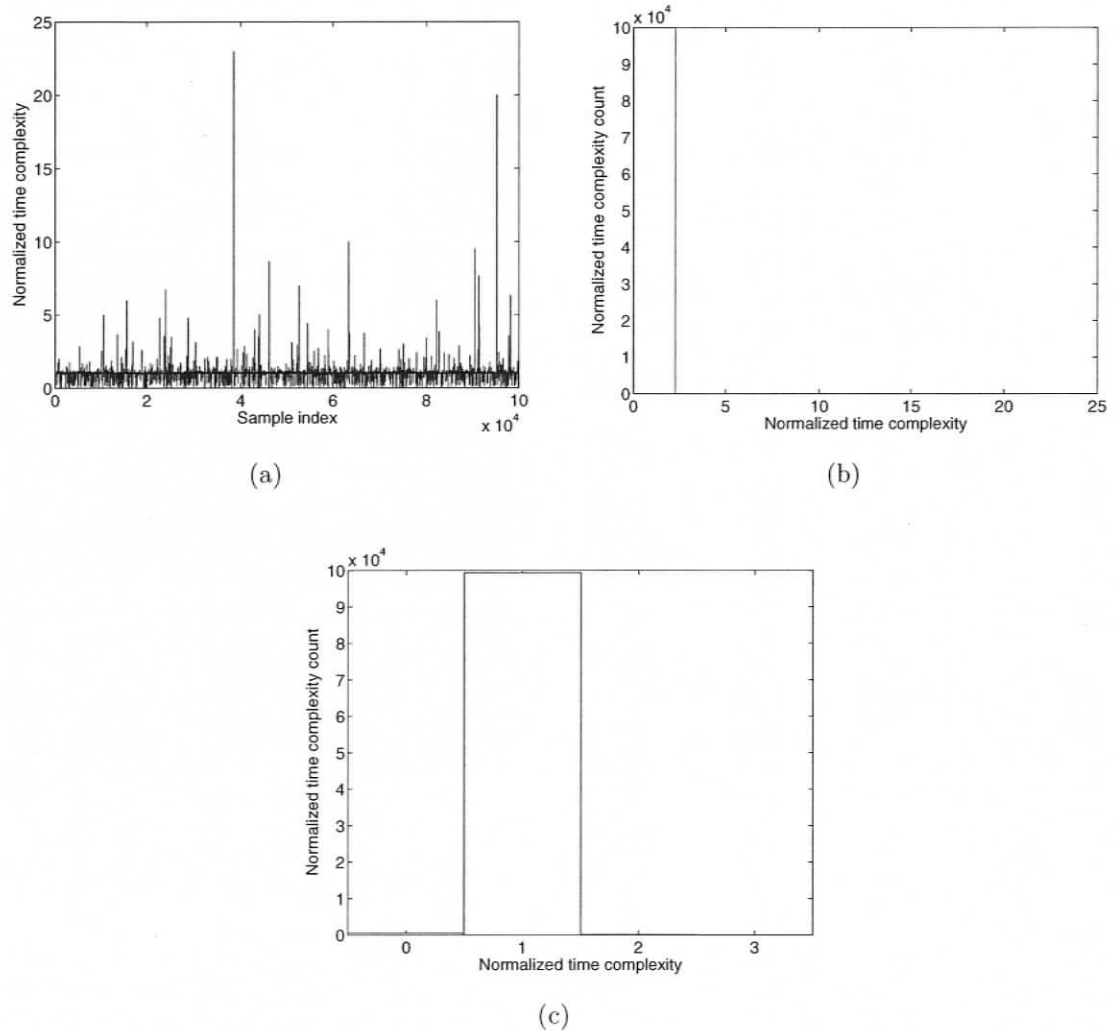 25
20
15
10
5
0
Normalized time complexity
0 2 4 6 8 10
Sample index
x 10^4
(a)
x 10^4
10
9
8
7
6
5
4
3
2
1
0
Normalized time complexity count
0 5 10 15 20 25
Normalized time complexity
(b)
x 10^4
10
9
8
7
6
5
4
3
2
1
0
Normalized time complexity count
0 1 2 3
Normalized time complexity
(c)